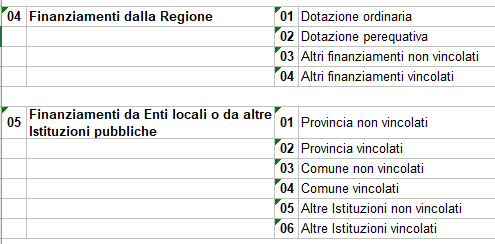 04 Finanziamenti dalla Regione 01 Dotazione ordinaria
02 Dotazione perequativa
03 Altri finanziamenti non vincolati
04 Altri finanziamenti vincolati
05 Finanziamenti da Enti locali o da altre Istituzioni pubbliche 01 Provincia non vincolati
02 Provincia vincolati
03 Comune non vincolati
04 Comune vincolati
05 Altre Istituzioni non vincolati
06 Altre Istituzioni vincolati